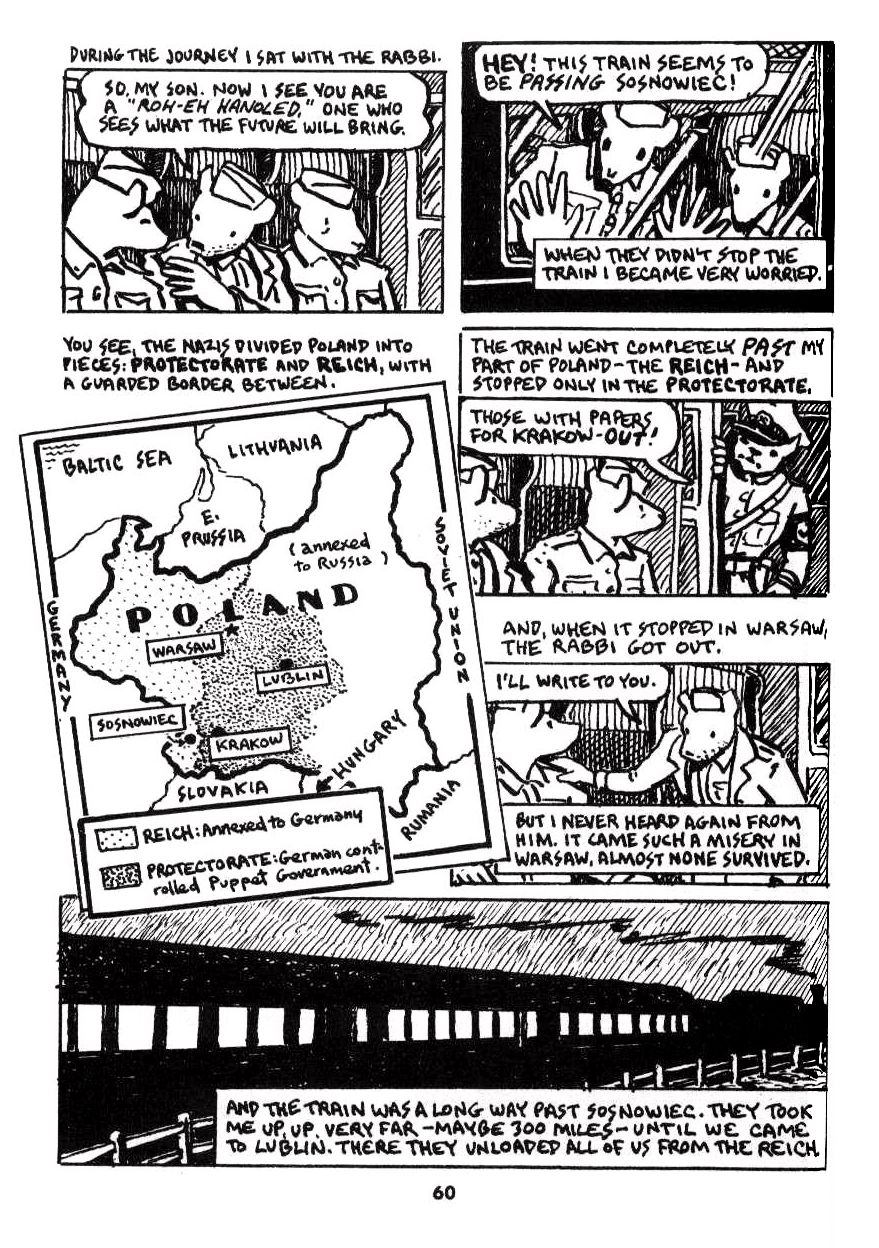 DURING THE JOURNEY I SAT WITH THE RABBI.
SO, MY SON. NOW I SEE YOU ARE
A "ROH-EH HANOLED," ONE WHO
SEES WHAT THE FUTURE WILL BRING.
HEY! THIS TRAIN SEEMS TO
BE PASSING SOSNOWIEC!
WHEN THEY DIDN'T STOP THE
TRAIN I BECAME VERY WORRIED.
YOU SEE, THE NAZIS DIVIDED POLAND INTO
PIECES: PROTECTORATE AND REICH, WITH
A GUARDED BORDER BETWEEN.
BALTIC SEA
LITHUANIA
E.
PRUSSIA
(annexed
to Russia)
SOVIET UNION
GERMANY
POLAND
WARSAW
LUBLIN
SOSNOWIEC
KRAKOW
SLOVAKIA
HUNGARY
RUMANIA
REICH: Annexed to Germany
PROTECTORATE: German cont-
rolled Puppet Government.
THE TRAIN WENT COMPLETELY PAST MY
PART OF POLAND-THE REICH-AND
STOPPED ONLY IN THE PROTECTORATE.
THOSE WITH PAPERS
FOR KRAKOW-OUT!
AND, WHEN IT STOPPED IN WARSAW,
THE RABBI GOT OUT.
I'LL WRITE TO YOU.
BUT I NEVER HEARD AGAIN FROM
HIM. IT CAME SUCH A MISERY IN
WARSAW, ALMOST NONE SURVIVED.
AND THE TRAIN WAS A LONG WAY PAST SOSNOWIEC. THEY TOOK
ME UP, UP, VERY FAR-MAYBE 300 MILES-UNTIL WE CAME
TO LUBLIN. THERE THEY UNLOADED ALL OF US FROM THE REICH.
60